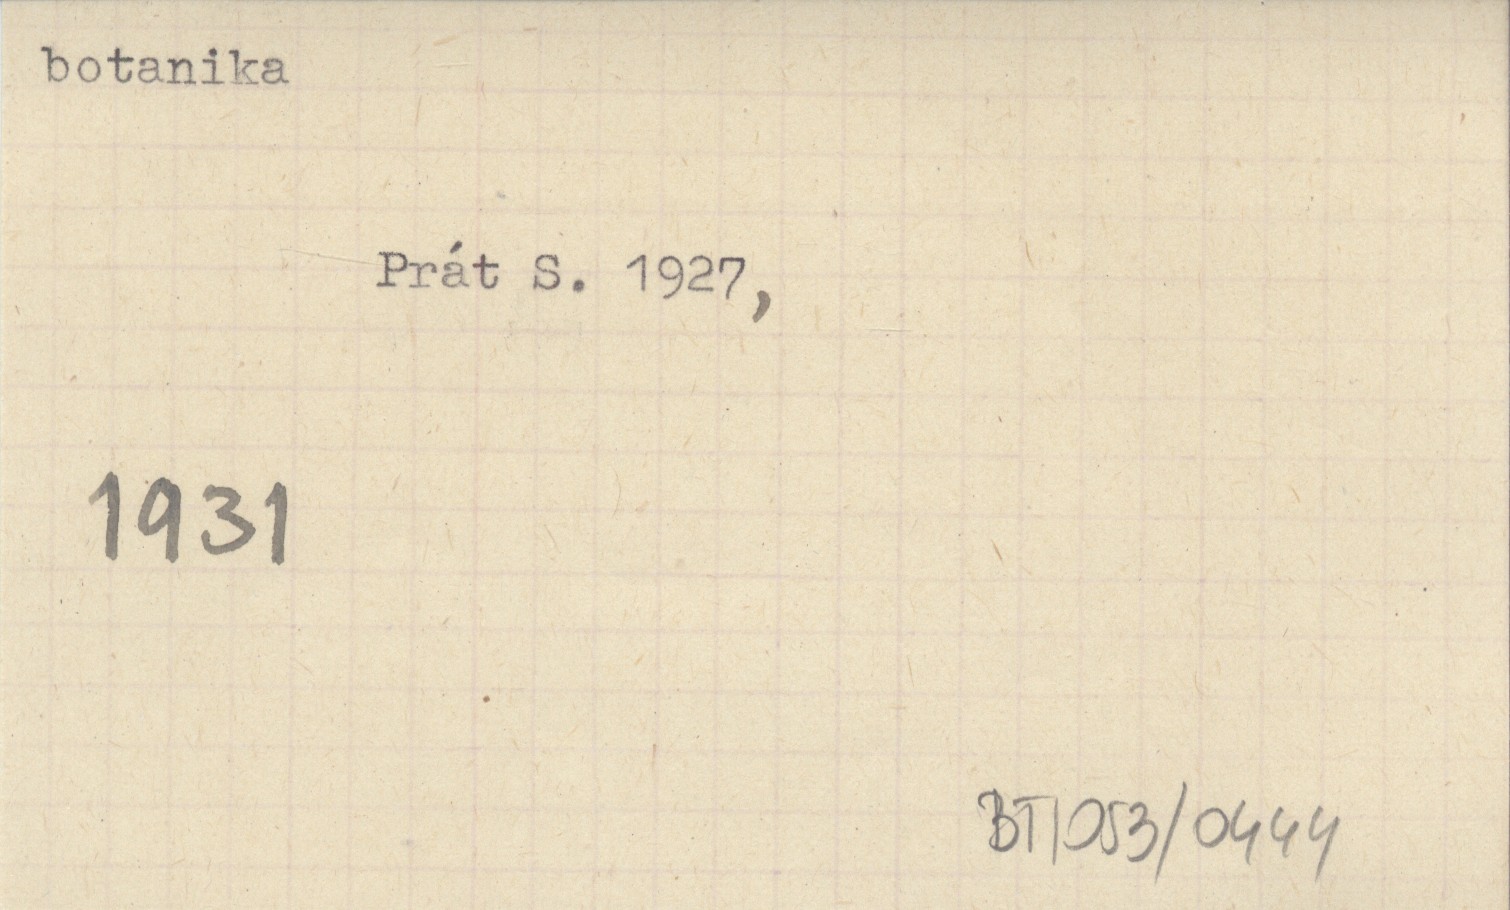 botanika
Prát S. 1927,
1931
BT|053/0444